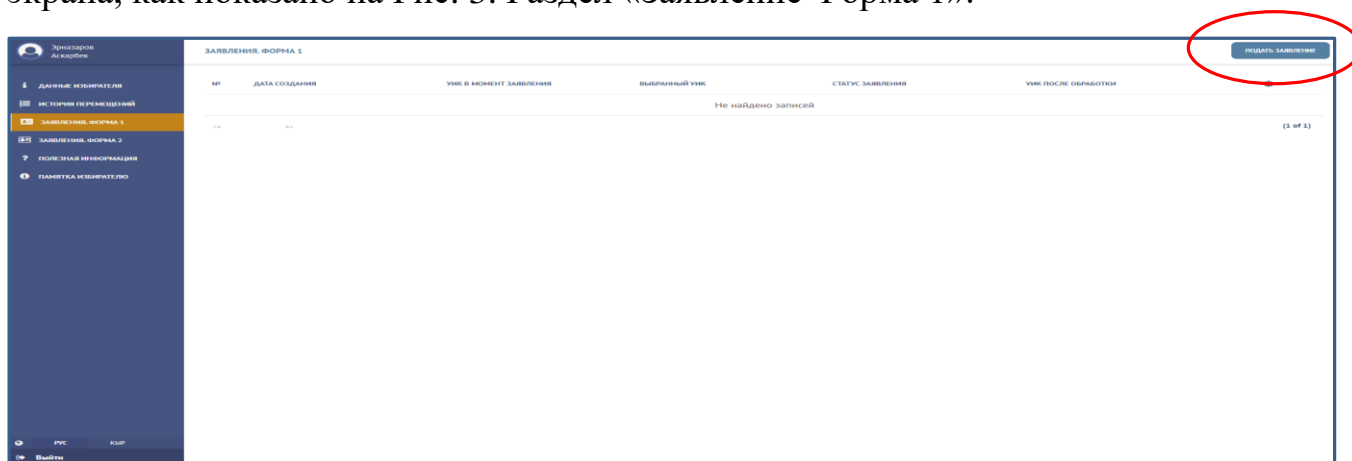 экрана, как показано на Рис. 3. Раздел «Заявление Форма 1».
Эрназаров
Аскарбек
ЗАЯВЛЕНИЯ. ФОРМА 1
ПОДАТЬ ЗАЯВЛЕНИЕ
№ ДАТА СОЗДАНИЯ УИК В МОМЕНТ ЗАЯВЛЕНИЯ ВЫБРАННЫЙ УИК СТАТУС ЗАЯВЛЕНИЯ УИК ПОСЛЕ ОБРАБОТКИ
Не найдено записей
(1 of 1)
ДАННЫЕ ИЗБИРАТЕЛЯ
ИСТОРИЯ ПЕРЕМЕЩЕНИЙ
ЗАЯВЛЕНИЯ. ФОРМА 1
ЗАЯВЛЕНИЯ. ФОРМА 2
ПОЛЕЗНАЯ ИНФОРМАЦИЯ
ПАМЯТКА ИЗБИРАТЕЛЮ
РУС КЫР
Выйти